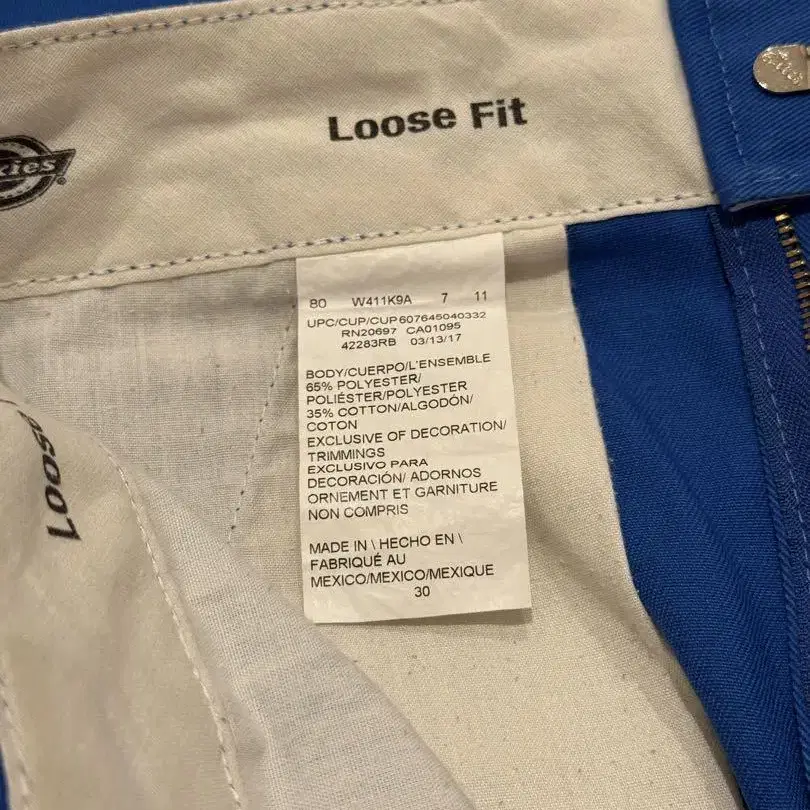 Loose Fit
kies
80 W411K9A 7 11
UPC/CUP/CUP607645040332
RN20697 CA01095
42283RB 03/13/17
BODY/CUERPO/L'ENSEMBLE
65% POLYESTER/
POLIÉSTER/POLYESTER
35% COTTON/ALGODÓN/
COTON
EXCLUSIVE OF DECORATION/
TRIMMINGS
EXCLUSIVO PARA
DECORACIÓN/ ADORNOS
ORNEMENT ET GARNITURE
NON COMPRIS
MADE IN \ HECHO EN \
FABRIQUÉ AU
MEXICO/MEXICO/MEXIQUE
30
Loose